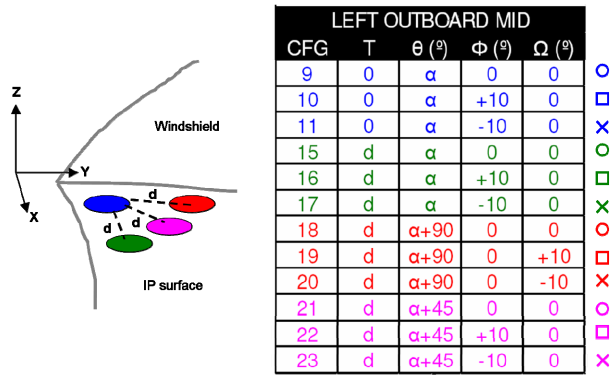 Z
Windshield
Y
X
d
d
d
IP surface
LEFT OUTBOARD MID
CFG T θ (º) Φ (º) Ω (º)
9 0 α 0 0
10 0 α +10 0
11 0 α -10 0
15 d α 0 0
16 d α +10 0
17 d α -10 0
18 d α+90 0 0
19 d α+90 0 +10
20 d α+90 0 -10
21 d α+45 0 0
22 d α+45 +10 0
23 d α+45 -10 0